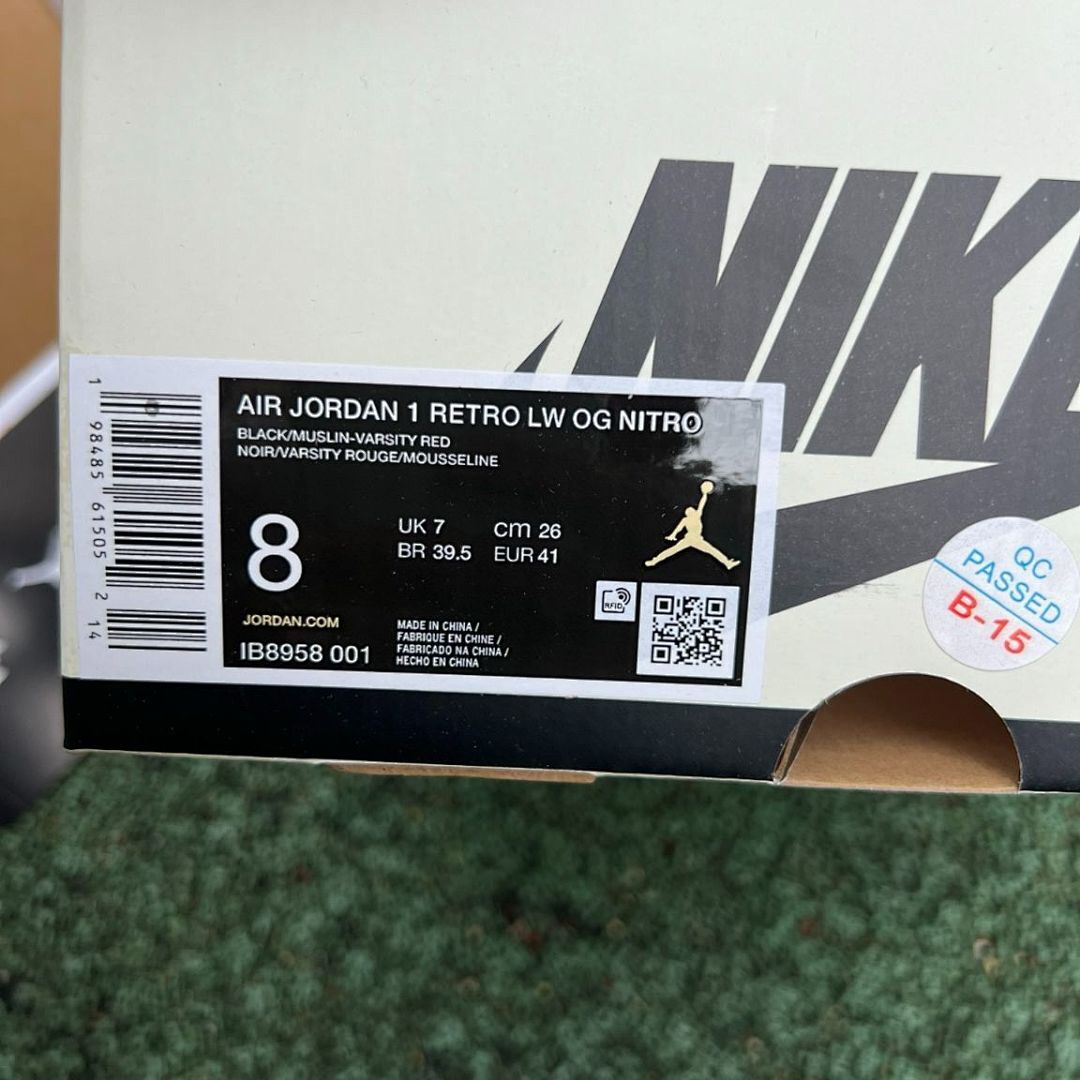 NIKE
AIR JORDAN 1 RETRO LW OG NITRO
BLACK/MUSLIN-VARSITY RED
NOIR/VARSITY ROUGE/MOUSSELINE
8
UK 7 cm 26
BR 39.5 EUR 41
JORDAN.COM
IB8958 001
MADE IN CHINA /
FABRIQUE EN CHINE /
FABRICADO NA CHINA /
HECHO EN CHINA
RFID
1 98485 61505 2 14
QC
PASSED
B-15